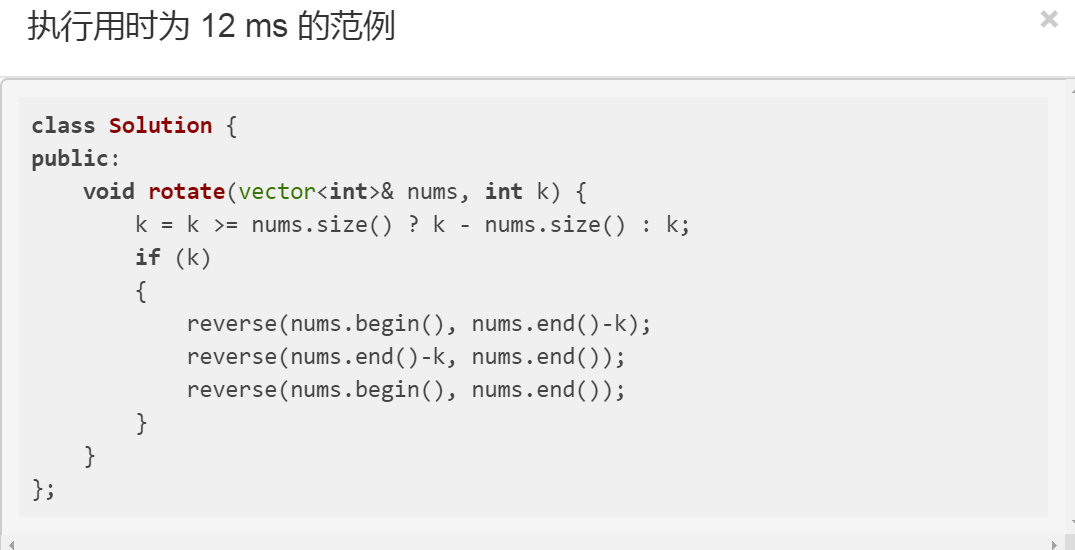 执行用时为 12 ms 的范例
×
class Solution {
public:
    void rotate(vector<int>& nums, int k) {
        k = k >= nums.size() ? k - nums.size() : k;
        if (k)
        {
            reverse(nums.begin(), nums.end()-k);
            reverse(nums.end()-k, nums.end());
            reverse(nums.begin(), nums.end());
        }
    }
};